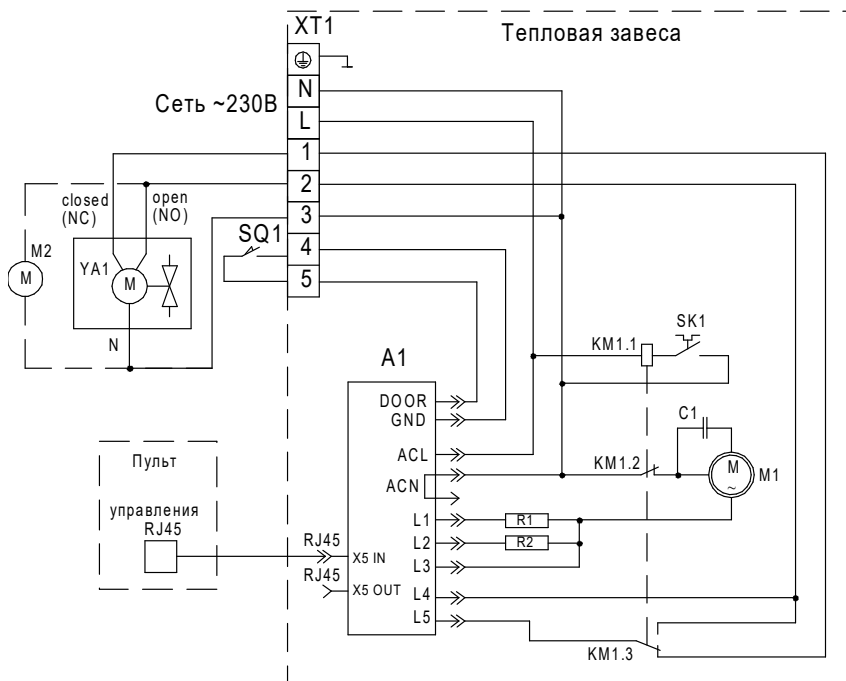 XT1
Тепловая завеса
N
Сеть ~230В
L
1
2
closed
(NC)
open
(NO)
3
SQ1
4
M2
M
YA1
M
5
N
SK1
KM1.1
A1
DOOR
GND
C1
ACL
KM1.2
M
~
M1
ACN
Пульт
управления
RJ45
L1
R1
L2
R2
RJ45
X5 IN
L3
RJ45
X5 OUT
L4
L5
KM1.3